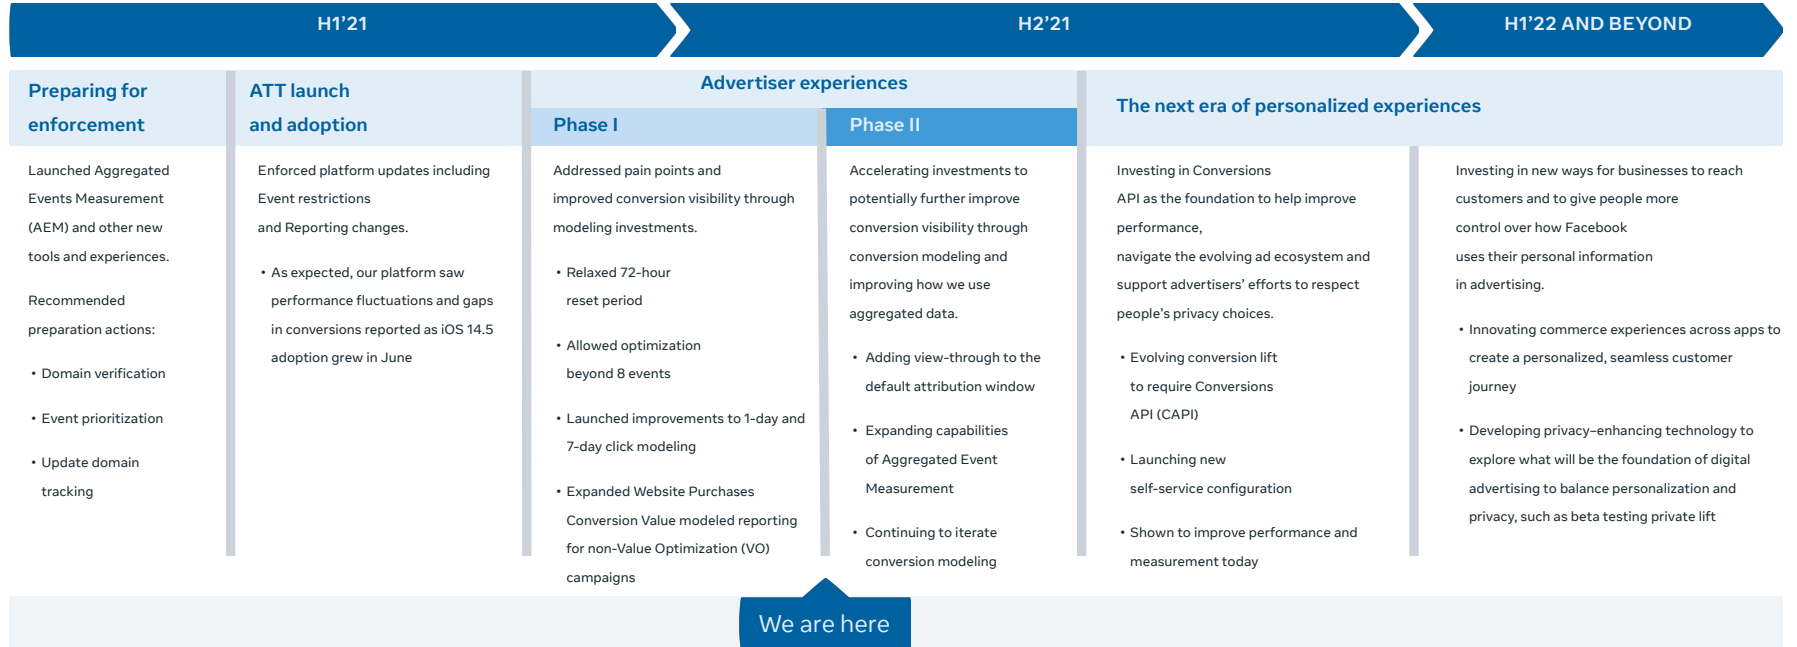 H1’21
H2’21
H1’22 AND BEYOND
Preparing for
enforcement
Launched Aggregated
Events Measurement
(AEM) and other new
tools and experiences.
Recommended
preparation actions:
• Domain verification
• Event prioritization
• Update domain
tracking
ATT launch
and adoption
Enforced platform updates including
Event restrictions
and Reporting changes.
• As expected, our platform saw
performance fluctuations and gaps
in conversions reported as iOS 14.5
adoption grew in June
Advertiser experiences
Phase I
Addressed pain points and
improved conversion visibility through
modeling investments.
• Relaxed 72-hour
reset period
• Allowed optimization
beyond 8 events
• Launched improvements to 1-day and
7-day click modeling
• Expanded Website Purchases
Conversion Value modeled reporting
for non-Value Optimization (VO)
campaigns
Phase II
Accelerating investments to
potentially further improve
conversion visibility through
conversion modeling and
improving how we use
aggregated data.
• Adding view-through to the
default attribution window
• Expanding capabilities
of Aggregated Event
Measurement
• Continuing to iterate
conversion modeling
The next era of personalized experiences
Investing in Conversions
API as the foundation to help improve
performance,
navigate the evolving ad ecosystem and
support advertisers’ efforts to respect
people’s privacy choices.
• Evolving conversion lift
to require Conversions
API (CAPI)
• Launching new
self-service configuration
• Shown to improve performance and
measurement today
Investing in new ways for businesses to reach
customers and to give people more
control over how Facebook
uses their personal information
in advertising.
• Innovating commerce experiences across apps to
create a personalized, seamless customer
journey
• Developing privacy–enhancing technology to
explore what will be the foundation of digital
advertising to balance personalization and
privacy, such as beta testing private lift
We are here